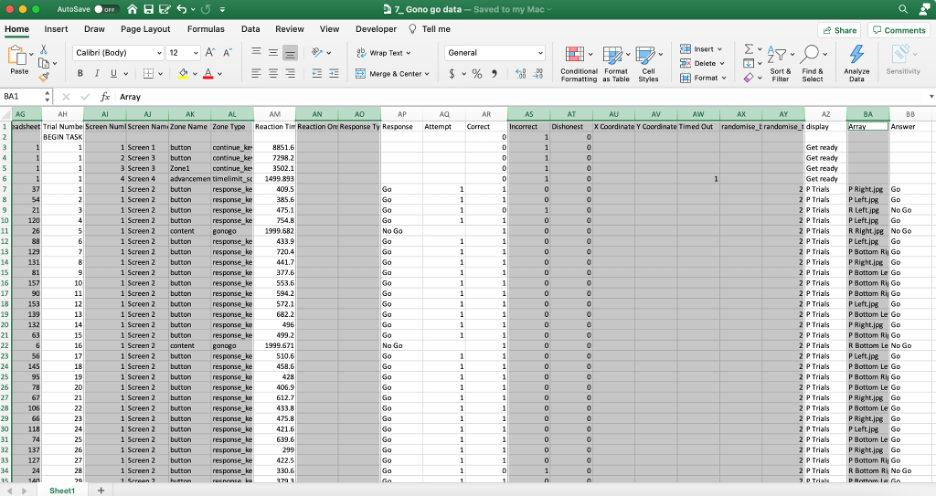 AutoSave OFF 7_ Gono go data — Saved to my Mac
Home Insert Draw Page Layout Formulas Data Review View Developer Tell me Share Comments
Paste Calibri (Body) 12 A A Wrap Text General Insert Σ
B I U A Merge & Center $ % Conditional Formatting Format as Table Cell Styles Delete Format Sort & Filter Find & Select Analyze Data Sensitivity
BA1 fx Array
AG AH AI AJ AK AL AM AN AO AP AQ AR AS AT AU AV AW AX AY AZ BA BB
1 eadsheet Trial Numbe Screen Numl Screen Name Zone Name Zone Type Reaction Tim Reaction Ons Response Ty Response Attempt Correct Incorrect Dishonest X Coordinate Y Coordinate Timed Out randomise_t display Array Answer
2 BEGIN TASK 0 1 0
3 1 1 Screen 1 button continue_ke 8851.6 0 1 0 Get ready
4 1 2 Screen 3 button continue_ke 7298.2 0 1 0 Get ready
5 1 3 Screen 3 Zone1 continue_ke 3502.1 0 1 0 Get ready
6 1 4 Screen 4 advancemen timelimit_sc 1499.893 0 1 0 1 Get ready
7 37 1 1 Screen 2 button response_ke 409.5 Go 1 1 0 0 2 P Trials P Right.jpg Go
8 54 2 1 Screen 2 button response_ke 385.6 Go 1 1 0 0 2 P Trials P Left.jpg Go
9 21 3 1 Screen 2 button response_ke 475.1 Go 1 0 1 0 2 P Trials R Left.jpg No Go
10 120 4 1 Screen 2 button response_ke 754.8 Go 1 1 0 0 2 P Trials P Left.jpg Go
11 26 5 1 Screen 2 content gonogo 1999.682 No Go 1 0 0 2 P Trials R Right.jpg No Go
12 88 6 1 Screen 2 button response_ke 433.9 Go 1 1 0 0 2 P Trials P Left.jpg Go
13 129 7 1 Screen 2 button response_ke 720.4 Go 1 1 0 0 2 P Trials P Bottom Rig Go
14 131 8 1 Screen 2 button response_ke 441.7 Go 1 1 0 0 2 P Trials P Right.jpg Go
15 81 9 1 Screen 2 button response_ke 377.6 Go 1 1 0 0 2 P Trials P Bottom Le Go
16 157 10 1 Screen 2 button response_ke 553.6 Go 1 1 0 0 2 P Trials P Bottom Rig Go
17 90 11 1 Screen 2 button response_ke 594.2 Go 1 1 0 0 2 P Trials P Bottom Rig Go
18 153 12 1 Screen 2 button response_ke 572.1 Go 1 1 0 0 2 P Trials P Left.jpg Go
19 139 13 1 Screen 2 button response_ke 682.2 Go 1 1 0 0 2 P Trials P Bottom Le Go
20 132 14 1 Screen 2 button response_ke 496 Go 1 1 0 0 2 P Trials P Right.jpg Go
21 63 15 1 Screen 2 button response_ke 499.2 Go 1 1 0 0 2 P Trials P Bottom Rig Go
22 6 16 1 Screen 2 content gonogo 1999.671 No Go 1 0 0 2 P Trials R Bottom Le No Go
23 56 17 1 Screen 2 button response_ke 510.6 Go 1 1 0 0 2 P Trials P Left.jpg Go
24 145 18 1 Screen 2 button response_ke 458.6 Go 1 1 0 0 2 P Trials P Bottom Rig Go
25 95 19 1 Screen 2 button response_ke 428 Go 1 1 0 0 2 P Trials P Bottom Le Go
26 78 20 1 Screen 2 button response_ke 406.9 Go 1 1 0 0 2 P Trials P Bottom Rig Go
27 67 21 1 Screen 2 button response_ke 612.7 Go 1 1 0 0 2 P Trials P Right.jpg Go
28 106 22 1 Screen 2 button response_ke 433.8 Go 1 1 0 0 2 P Trials P Bottom Le Go
29 66 23 1 Screen 2 button response_ke 475.8 Go 1 1 0 0 2 P Trials P Right.jpg Go
30 118 24 1 Screen 2 button response_ke 421.6 Go 1 1 0 0 2 P Trials P Left.jpg Go
31 74 25 1 Screen 2 button response_ke 639.6 Go 1 1 0 0 2 P Trials P Bottom Le Go
32 137 26 1 Screen 2 button response_ke 299 Go 1 1 0 0 2 P Trials P Right.jpg Go
33 127 27 1 Screen 2 button response_ke 422.5 Go 1 1 0 0 2 P Trials P Bottom Rig Go
34 24 28 1 Screen 2 button response_ke 330.6 Go 1 0 1 0 2 P Trials R Bottom Rig No Go
35 140 29 1 Screen 2 button response_ke 379.3 Go 1 1 0 0 2 P Trials P Bottom Le Go
Sheet1